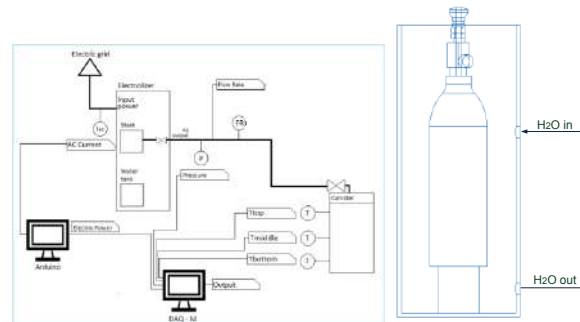 Electric grid
Electrolizer
Input
power
Flow Rate
Stack
H2
output
P
AC Current
Water
tank
Pressure
Canister
Ttop
T
Electric Power
Tmiddle
T
Tbottom
T
Arduino
Output
DAQ - M
H2O in
H2O out